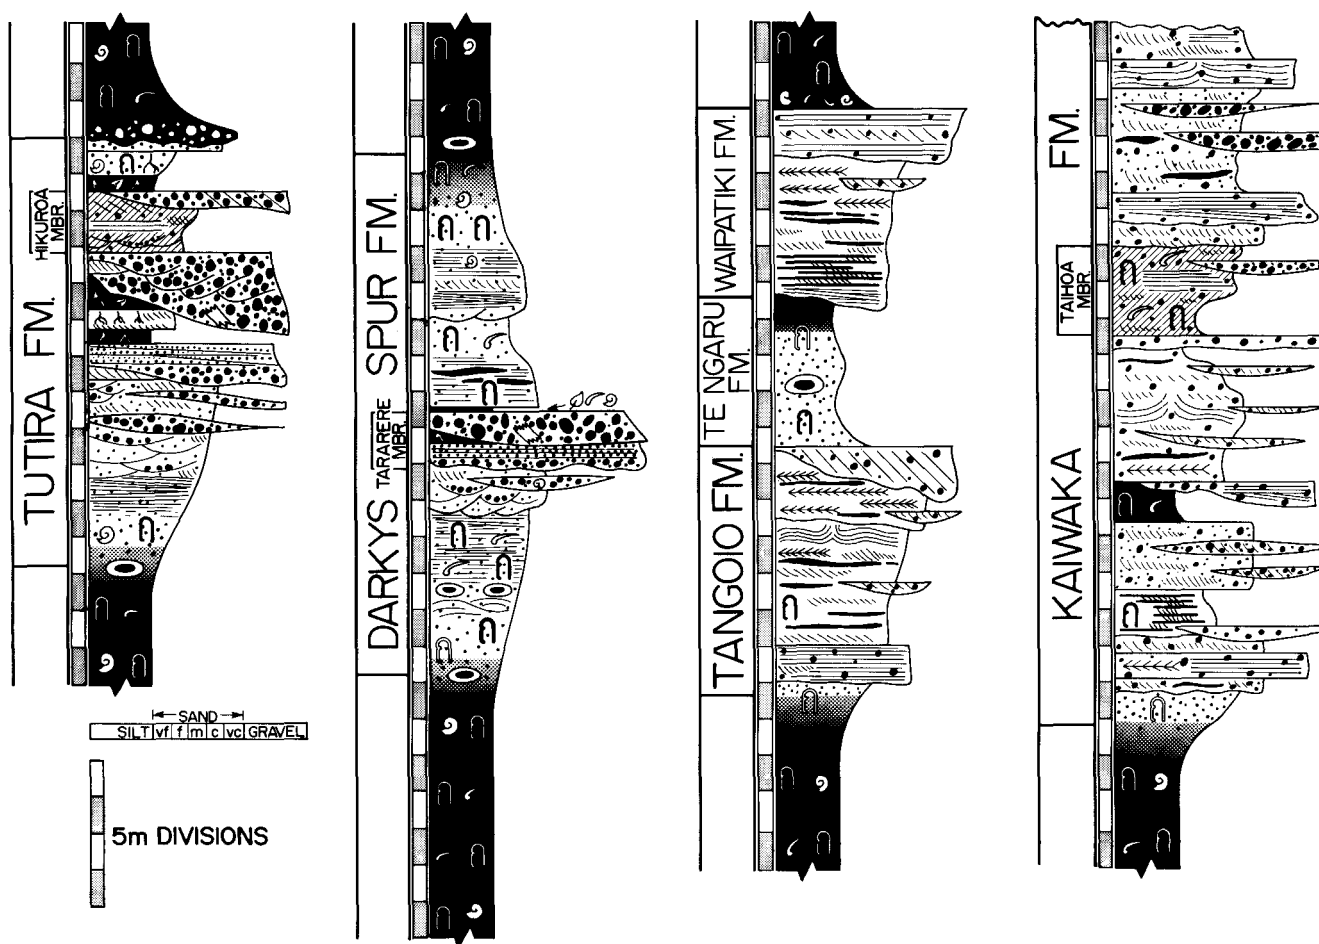 TUTIRA FM.
HIKUROA
MBR.
DARKYS SPUR FM.
TARARERE
MBR.
TANGOIO FM.
TE NGARU
FM.
WAIPATIKI FM.
KAIWAKA FM.
TAIHOA
MBR.
SAND
SILT vf f m c vc GRAVEL
5m DIVISIONS